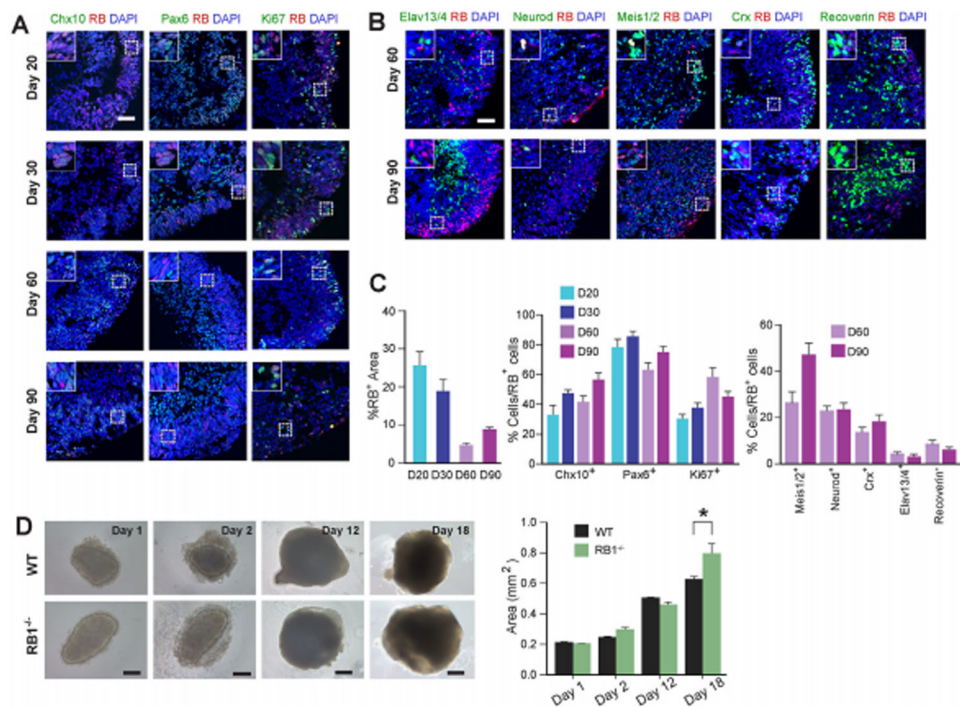 A
Chx10 RB DAPI Pax6 RB DAPI Ki67 RB DAPI
Day 20
Day 30
Day 60
Day 90
B
Elav13/4 RB DAPI Neurod RB DAPI Meis1/2 RB DAPI Crx RB DAPI Recoverin RB DAPI
Day 60
Day 90
C
%RB+ Area
40
30
20
10
0
D20 D30 D60 D90
% Cells/RB+ cells
100
80
60
40
20
0
D20
D30
D60
D90
Chx10+ Pax6+ Ki67+
% Cells/RB+ cells
60
40
20
0
D60
D90
Meis1/2+
Neurod+
Crx+
Elav13/4+
Recoverin+
D
Day 1 Day 2 Day 12 Day 18
WT
RB1-/-
Area (mm2)
1.0
0.8
0.6
0.4
0.2
0.0
WT
RB1-/-
*
Day 1
Day 2
Day 12
Day 18